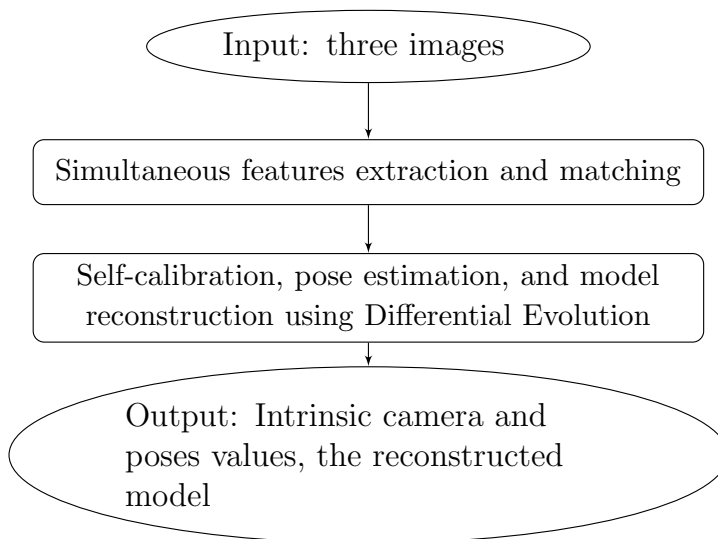 Input: three images
Simultaneous features extraction and matching
Self-calibration, pose estimation, and model
reconstruction using Differential Evolution
Output: Intrinsic camera and
poses values, the reconstructed
model